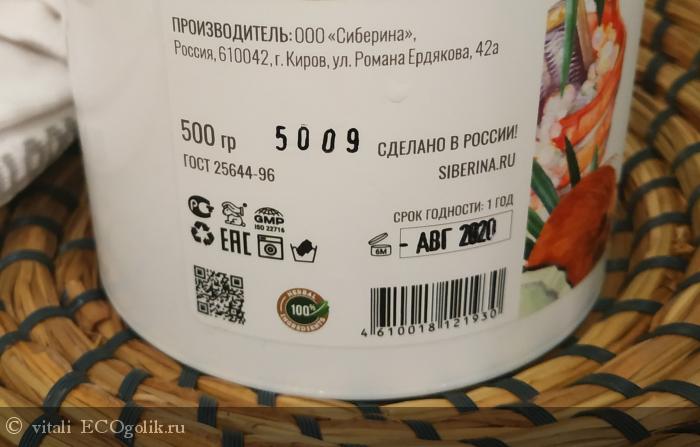 ПРОИЗВОДИТЕЛЬ: ООО «Сиберина»,
Россия, 610042, г. Киров, ул. Романа Ердякова, 42а
500 гр 5009 СДЕЛАНО В РОССИИ!
ГОСТ 25644-96 SIBERINA.RU
СРОК ГОДНОСТИ: 1 ГОД
GMP
ISO 22716
EAC
6M - АВГ 2020
HERBAL
100%
INGREDIENTS
4 610018 121930
© vitali ECOgolik.ru